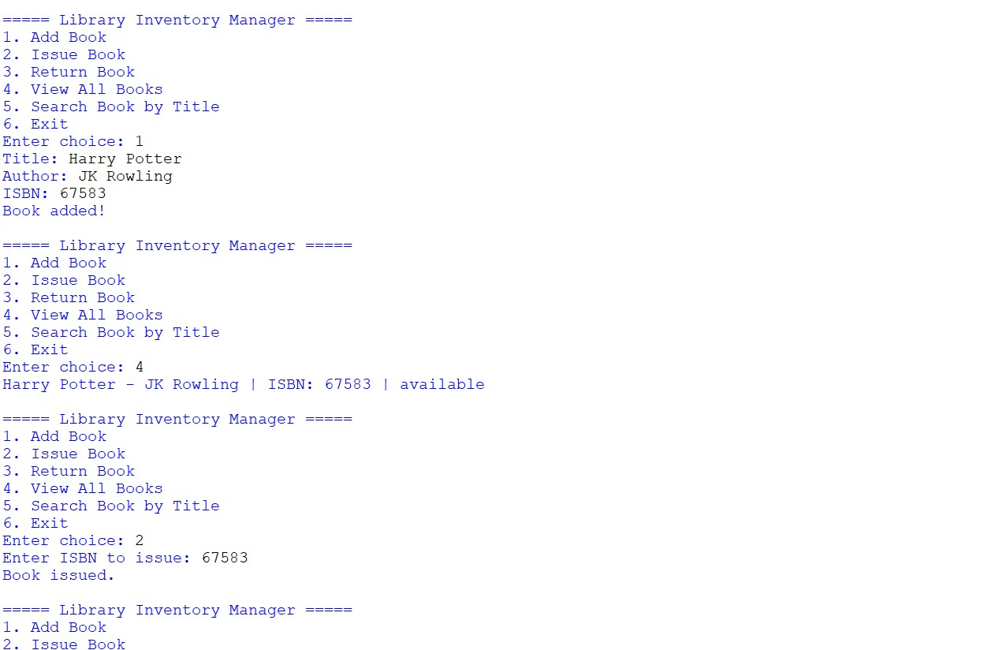 ===== Library Inventory Manager =====
1. Add Book
2. Issue Book
3. Return Book
4. View All Books
5. Search Book by Title
6. Exit
Enter choice: 1
Title: Harry Potter
Author: JK Rowling
ISBN: 67583
Book added!

===== Library Inventory Manager =====
1. Add Book
2. Issue Book
3. Return Book
4. View All Books
5. Search Book by Title
6. Exit
Enter choice: 4
Harry Potter - JK Rowling | ISBN: 67583 | available

===== Library Inventory Manager =====
1. Add Book
2. Issue Book
3. Return Book
4. View All Books
5. Search Book by Title
6. Exit
Enter choice: 2
Enter ISBN to issue: 67583
Book issued.

===== Library Inventory Manager =====
1. Add Book
2. Issue Book